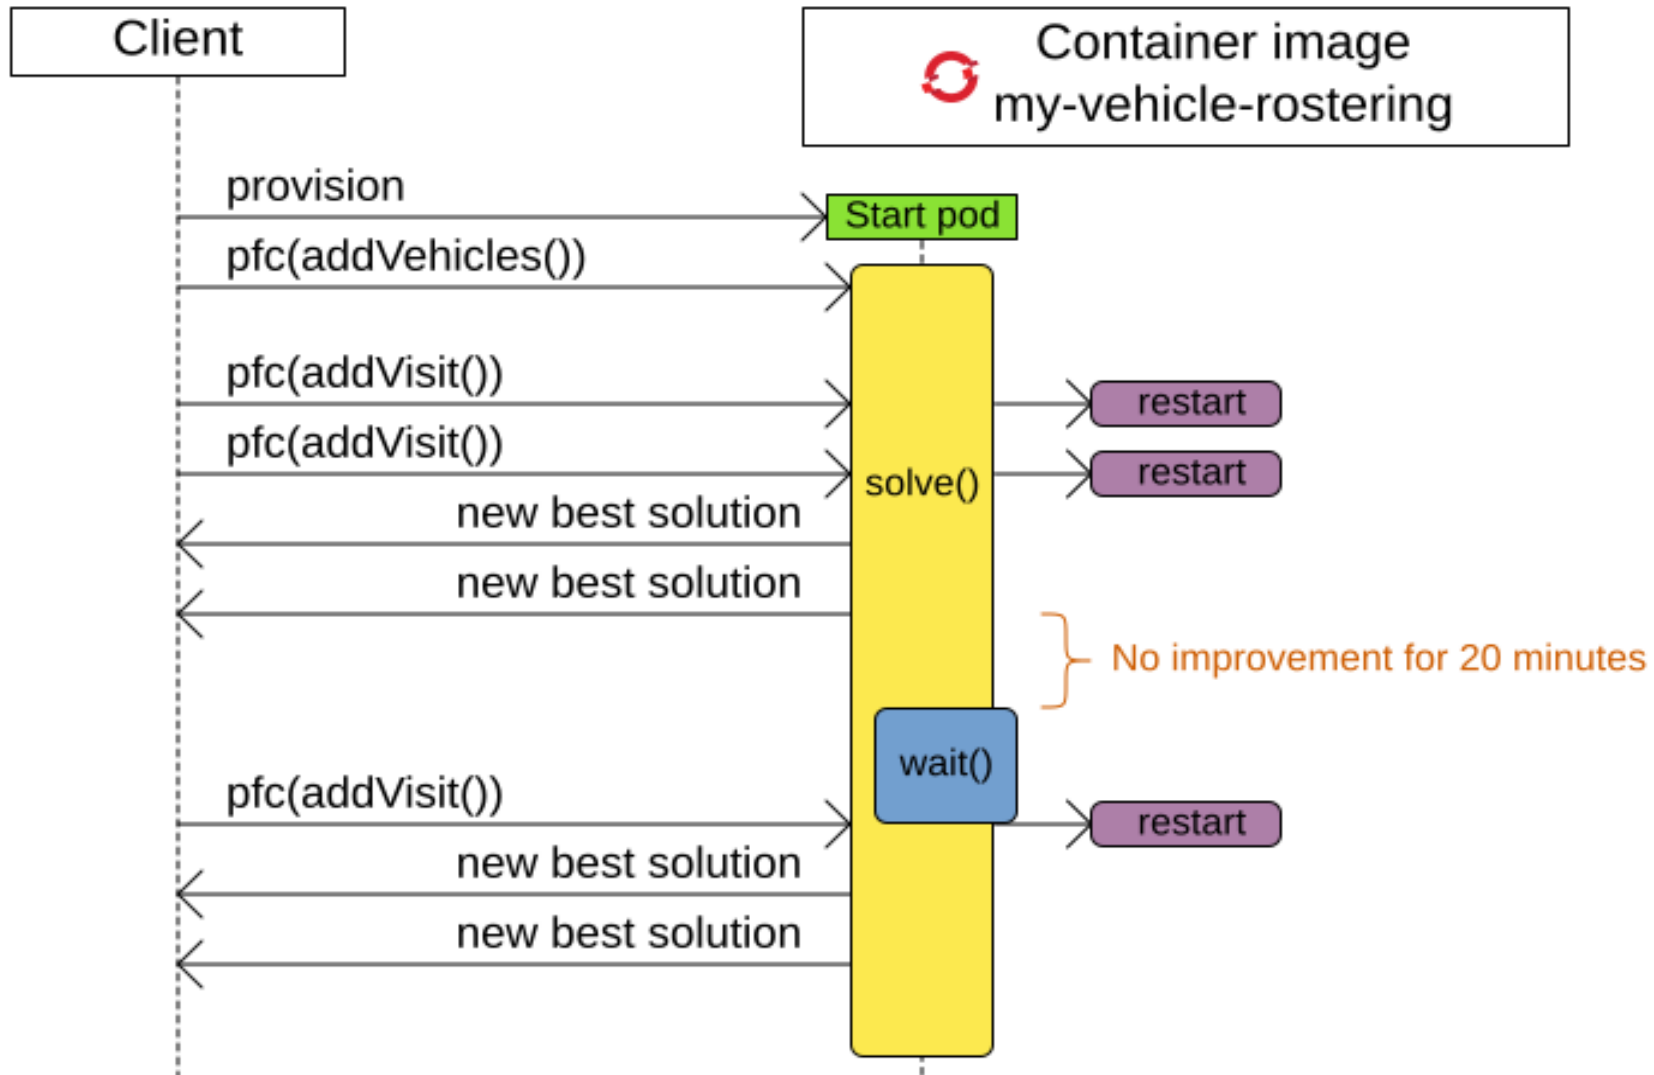 Client
Container image
my-vehicle-rostering
provision
Start pod
pfc(addVehicles())
pfc(addVisit())
restart
pfc(addVisit())
restart
solve()
new best solution
new best solution
No improvement for 20 minutes
wait()
pfc(addVisit())
restart
new best solution
new best solution